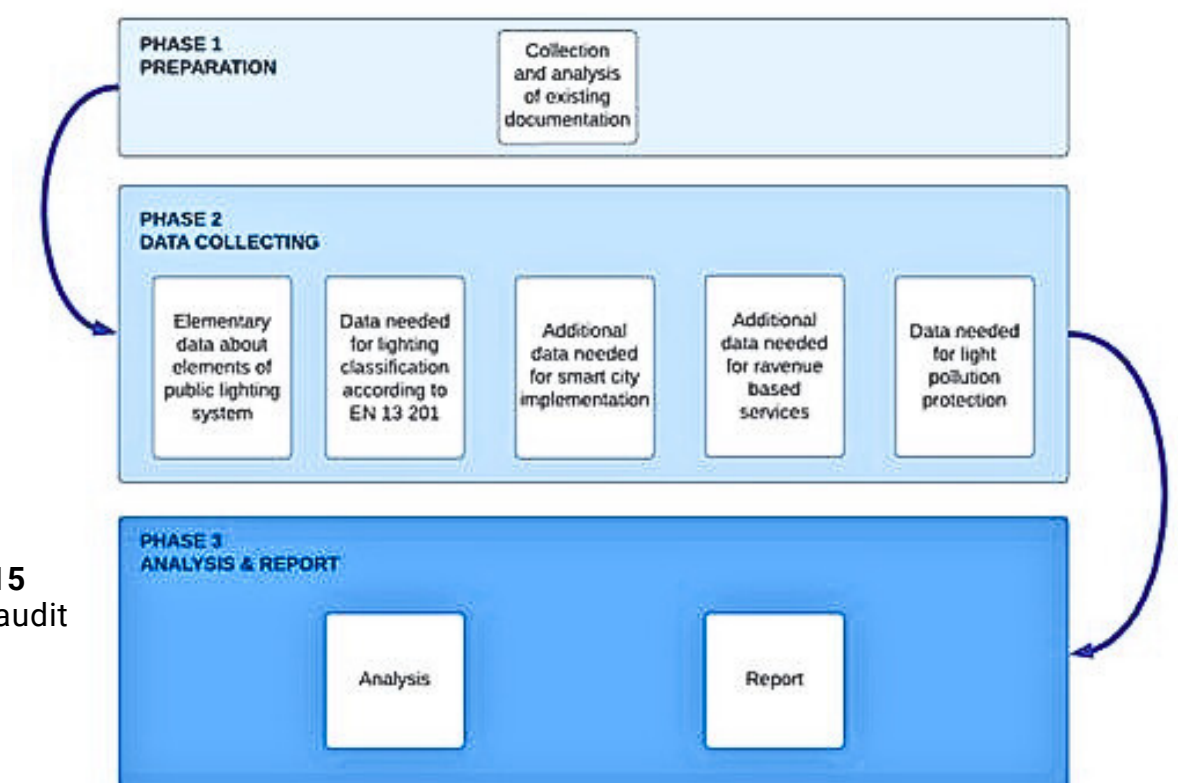 PHASE 1
PREPARATION
Collection
and analysis
of existing
documentation
PHASE 2
DATA COLLECTING
Elementary
data about
elements of
public lighting
system
Data needed
for lighting
classification
according to
EN 13 201
Additional
data needed
for smart city
implementation
Additional
data needed
for ravenue
based
services
Data needed
for light
pollution
protection
PHASE 3
ANALYSIS & REPORT
15
audit
Analysis
Report